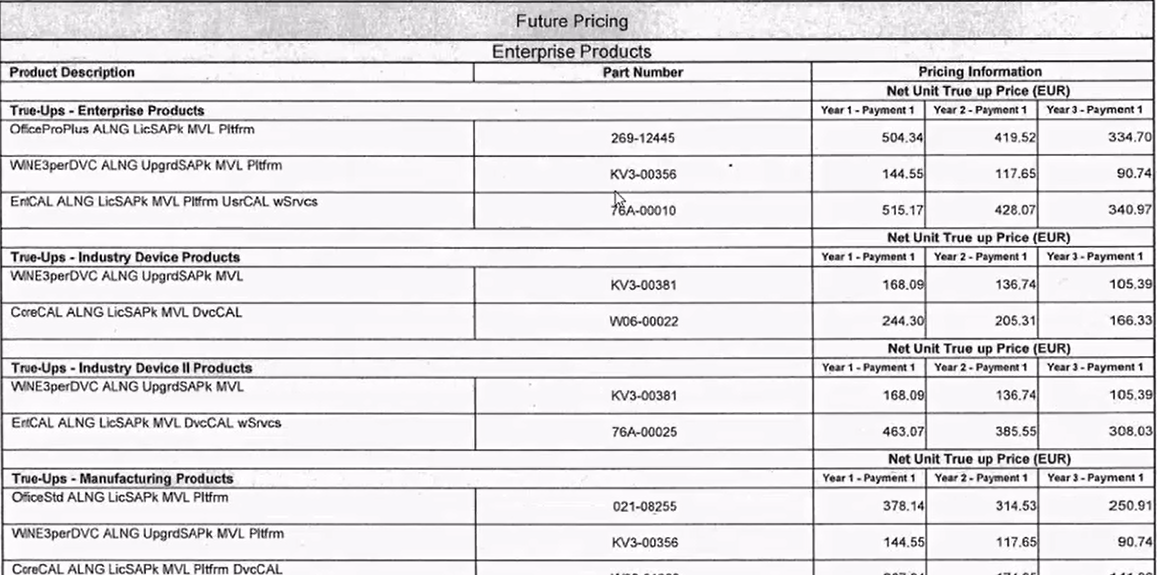 Future Pricing
Enterprise Products
Product Description Part Number Pricing Information
Net Unit True up Price (EUR)
True-Ups - Enterprise Products Year 1 - Payment 1 Year 2 - Payment 1 Year 3 - Payment 1
OfficeProPlus ALNG LicSAPk MVL Pltfrm 269-12445 504.34 419.52 334.70
WINE3perDVC ALNG UpgrdSAPk MVL Pltfrm KV3-00356 144.55 117.65 90.74
EntCAL ALNG LicSAPk MVL Pltfrm UsrCAL wSrvcs 76A-00010 515.17 428.07 340.97
Net Unit True up Price (EUR)
True-Ups - Industry Device Products Year 1 - Payment 1 Year 2 - Payment 1 Year 3 - Payment 1
WINE3perDVC ALNG UpgrdSAPk MVL KV3-00381 168.09 136.74 105.39
CoreCAL ALNG LicSAPk MVL DvcCAL W06-00022 244.30 205.31 166.33
Net Unit True up Price (EUR)
True-Ups - Industry Device II Products Year 1 - Payment 1 Year 2 - Payment 1 Year 3 - Payment 1
WINE3perDVC ALNG UpgrdSAPk MVL KV3-00381 168.09 136.74 105.39
EntCAL ALNG LicSAPk MVL DvcCAL wSrvcs 76A-00025 463.07 385.55 308.03
Net Unit True up Price (EUR)
True-Ups - Manufacturing Products Year 1 - Payment 1 Year 2 - Payment 1 Year 3 - Payment 1
OfficeStd ALNG LicSAPk MVL Pltfrm 021-08255 378.14 314.53 250.91
WINE3perDVC ALNG UpgrdSAPk MVL Pltfrm KV3-00356 144.55 117.65 90.74
CoreCAL ALNG LicSAPk MVL Pltfrm DvcCAL